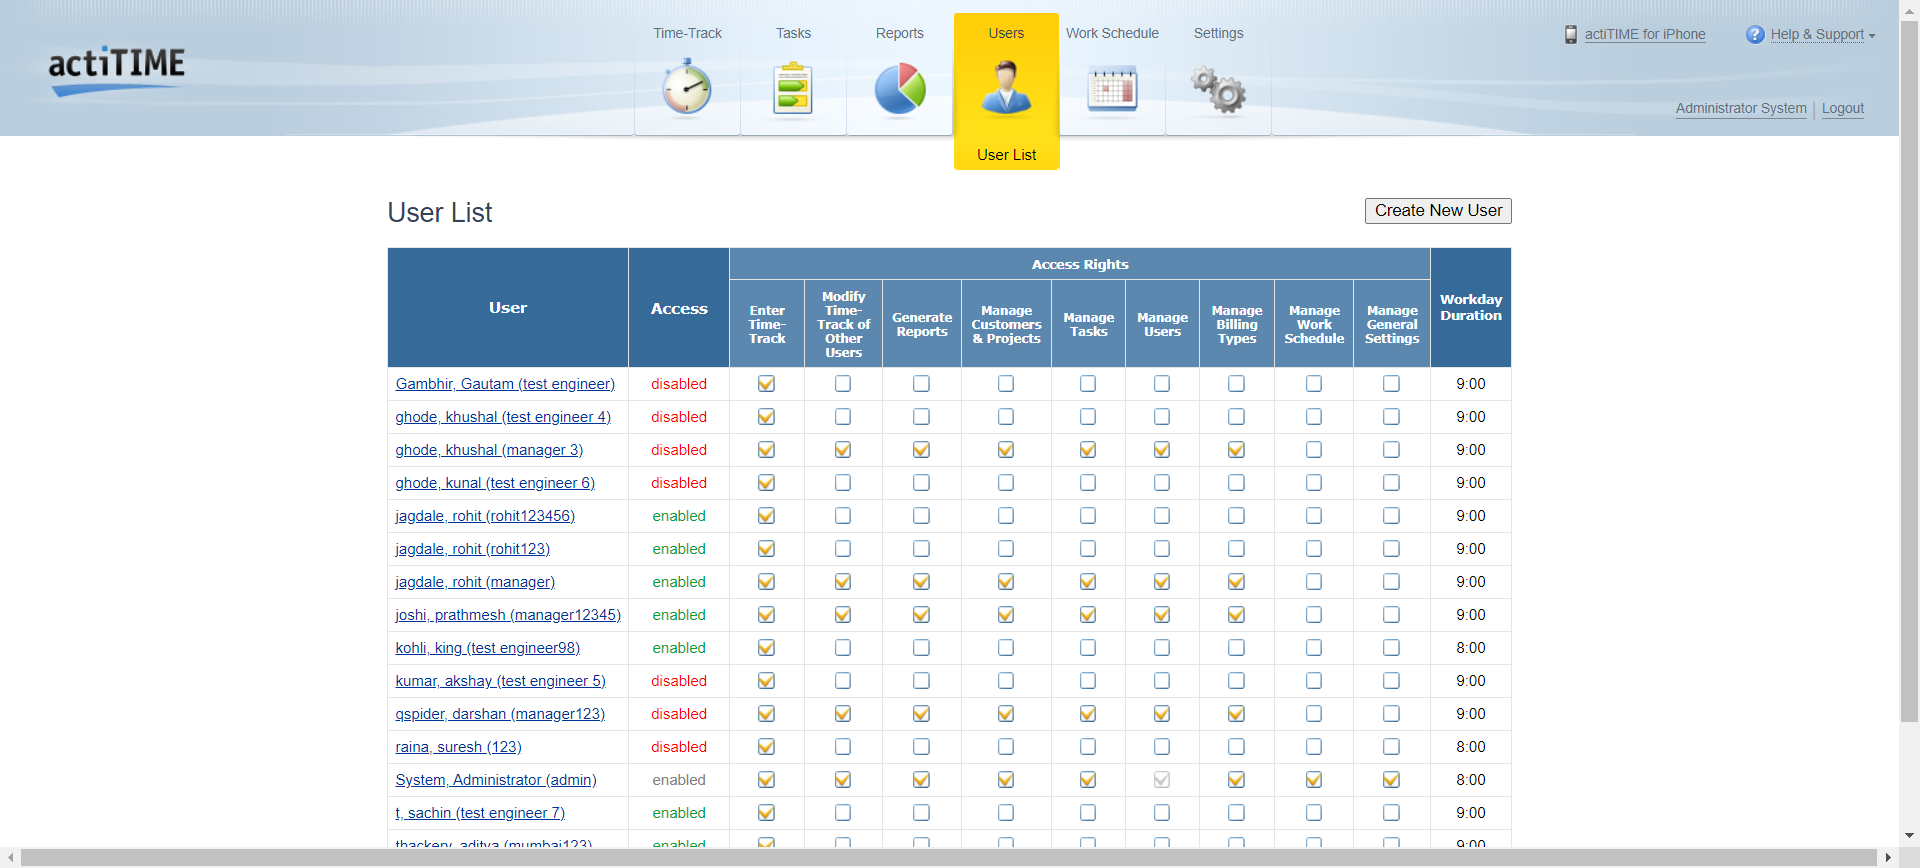 actiTIME
Time-Track
Tasks
Reports
Users
Work Schedule
Settings
actiTIME for iPhone
Help & Support
Administrator System | Logout
User List
User List
Create New User
User
Access
Access Rights
Workday
Duration
Enter
Time-
Track
Modify
Time-
Track of
Other
Users
Generate
Reports
Manage
Customers
& Projects
Manage
Tasks
Manage
Users
Manage
Billing
Types
Manage
Work
Schedule
Manage
General
Settings
Gambhir, Gautam (test engineer) disabled 9:00
ghode, khushal (test engineer 4) disabled 9:00
ghode, khushal (manager 3) disabled 9:00
ghode, kunal (test engineer 6) disabled 9:00
jagdale, rohit (rohit123456) enabled 9:00
jagdale, rohit (rohit123) enabled 9:00
jagdale, rohit (manager) enabled 9:00
joshi, prathmesh (manager12345) enabled 9:00
kohli, king (test engineer98) enabled 8:00
kumar, akshay (test engineer 5) disabled 9:00
qspider, darshan (manager123) disabled 9:00
raina, suresh (123) disabled 8:00
System, Administrator (admin) enabled 8:00
t, sachin (test engineer 7) enabled 9:00
thackery, aditya (mumbai123) enabled 9:00